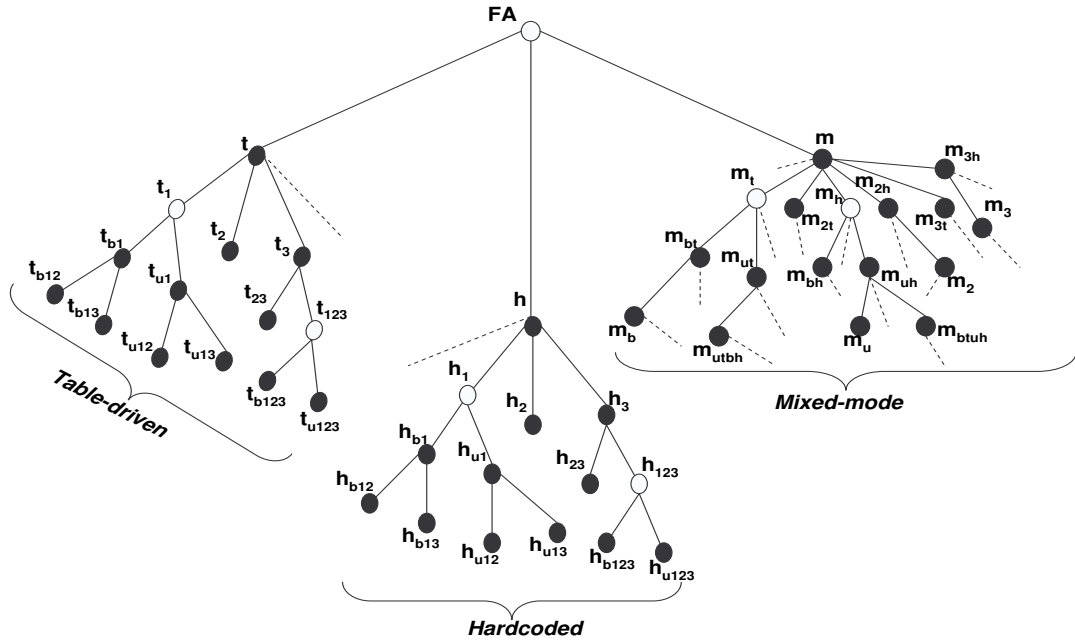 FA
t
t1
tb1
tb12
tb13
tu1
tu12
tu13
t2
t3
t23
t123
tb123
tu123
Table-driven
h
h1
hb1
hb12
hb13
hu1
hu12
hu13
h2
h3
h23
h123
hb123
hu123
Hardcoded
m
mt
mbt
mb
mut
mutbh
m2t
mh
mbh
muh
mu
mbtuh
m2h
m2
m3t
m3h
m3
Mixed-mode